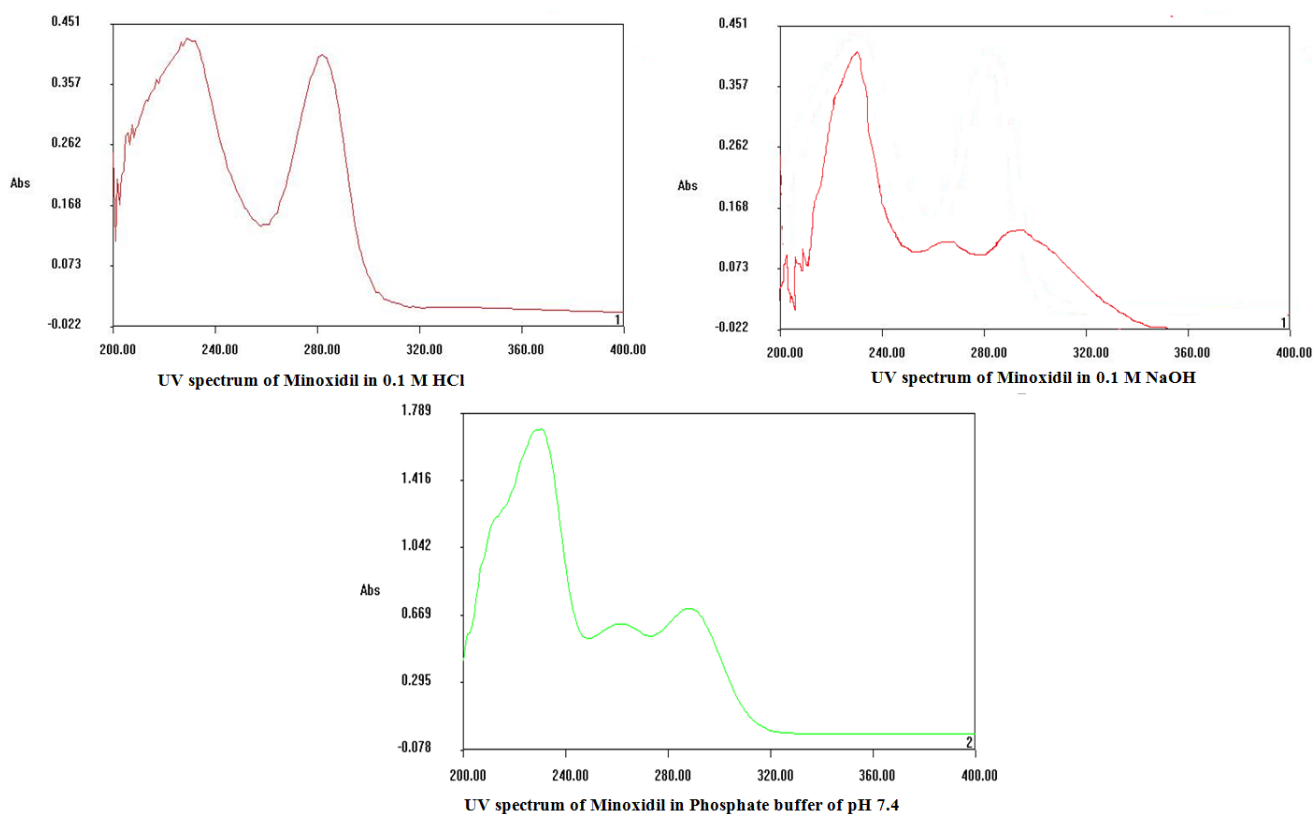 0.451
0.357
0.262
Abs
0.168
0.073
-0.022
1
200.00 240.00 280.00 320.00 360.00 400.00
UV spectrum of Minoxidil in 0.1 M HCl
0.451
0.357
0.262
Abs
0.168
0.073
-0.022
1
200.00 240.00 280.00 320.00 360.00 400.00
UV spectrum of Minoxidil in 0.1 M NaOH
1.789
1.416
1.042
Abs
0.669
0.295
-0.078
2
200.00 240.00 280.00 320.00 360.00 400.00
UV spectrum of Minoxidil in Phosphate buffer of pH 7.4